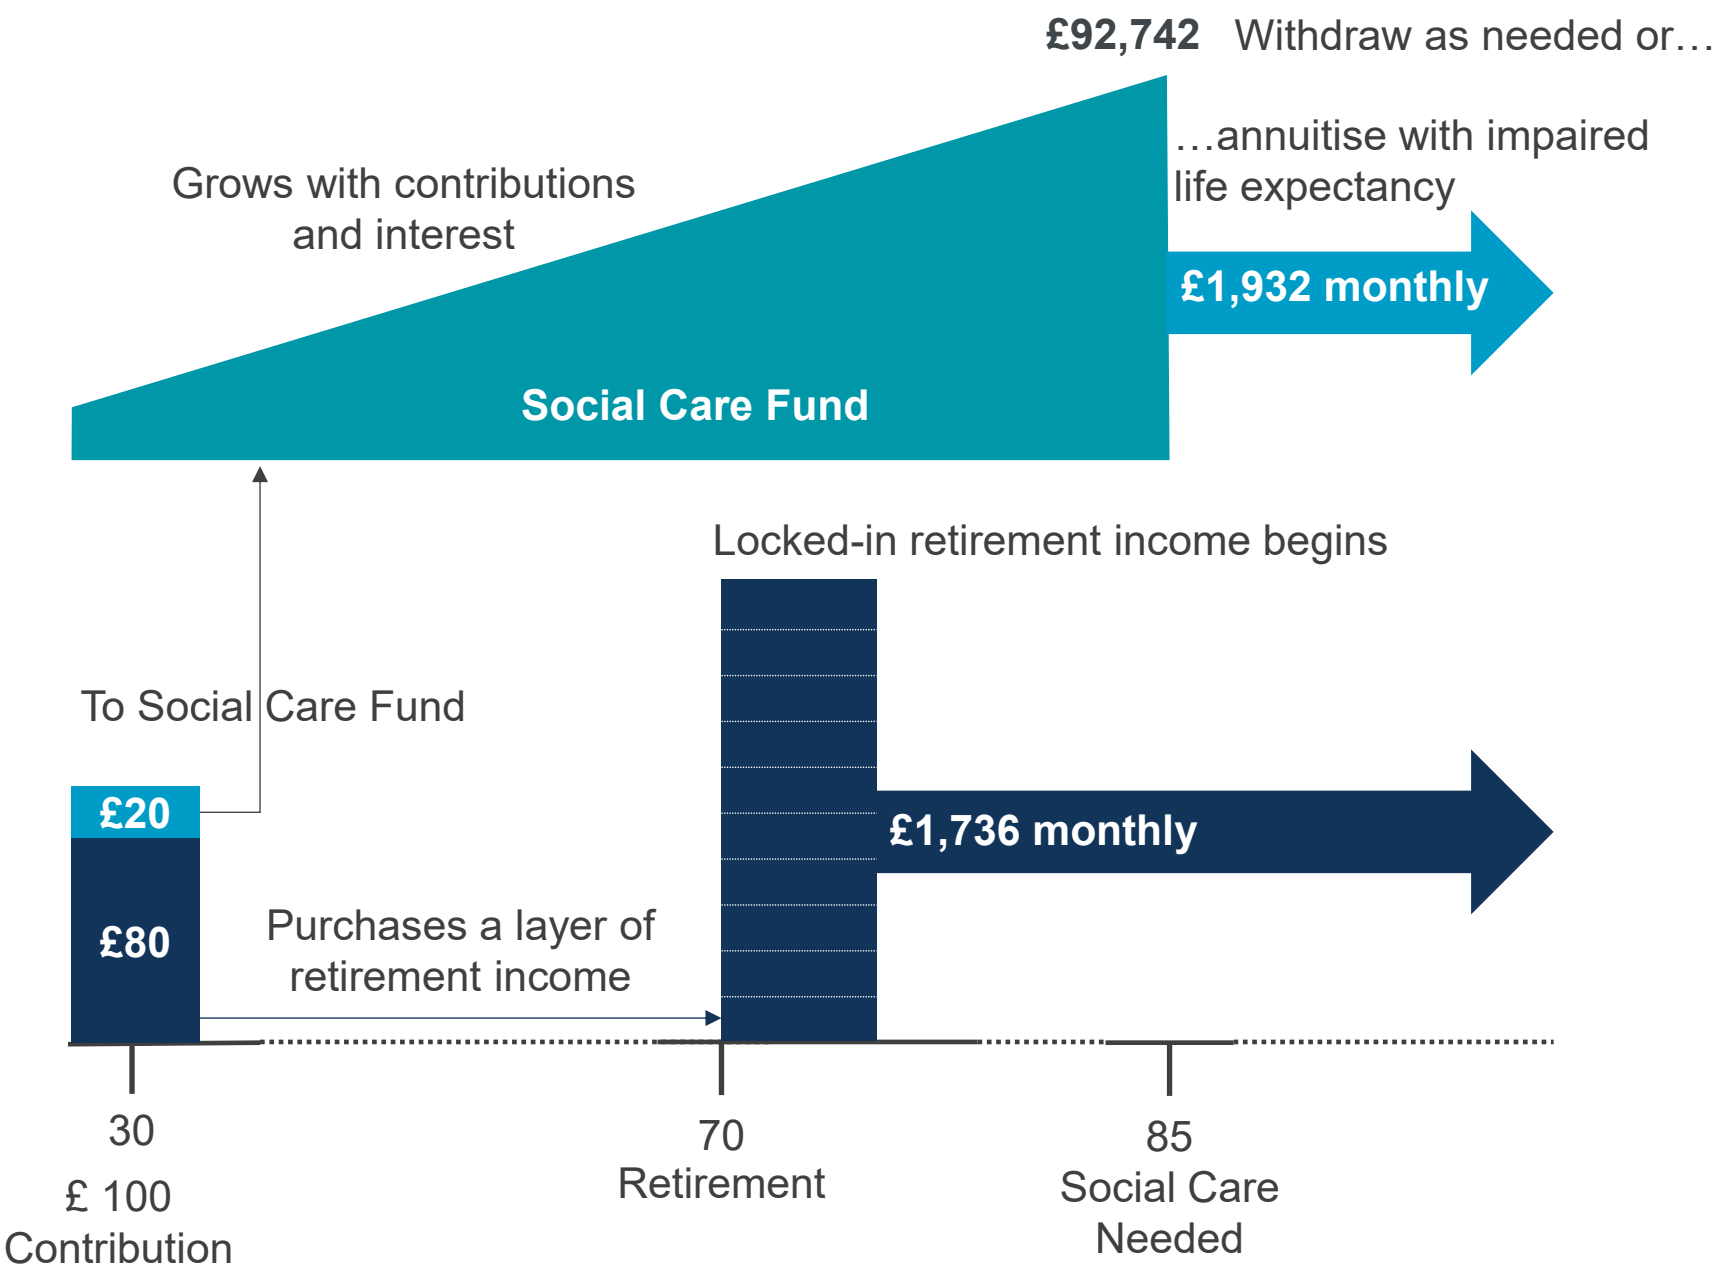 £92,742 Withdraw as needed or…
…annuitise with impaired
life expectancy
Grows with contributions
and interest
£1,932 monthly
Social Care Fund
Locked-in retirement income begins
To Social Care Fund
£20
£1,736 monthly
£80
Purchases a layer of
retirement income
30
£ 100
Contribution
70
Retirement
85
Social Care
Needed